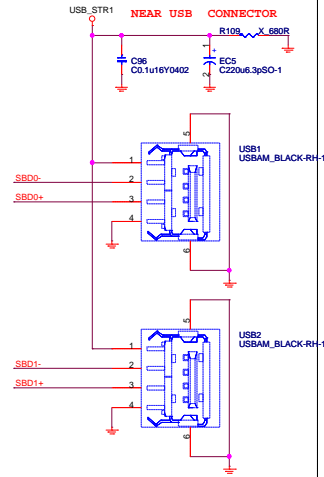 USB_STR1
NEAR USB CONNECTOR
R109 X_680R
C96
C0.1u16Y0402
1
+
EC5
C220u6.3pSO-1
2
5
USB1
USBAM_BLACK-RH-1
1
SBD0-
2
SBD0+
3
4
6
5
USB2
USBAM_BLACK-RH-1
1
SBD1-
2
SBD1+
3
4
6